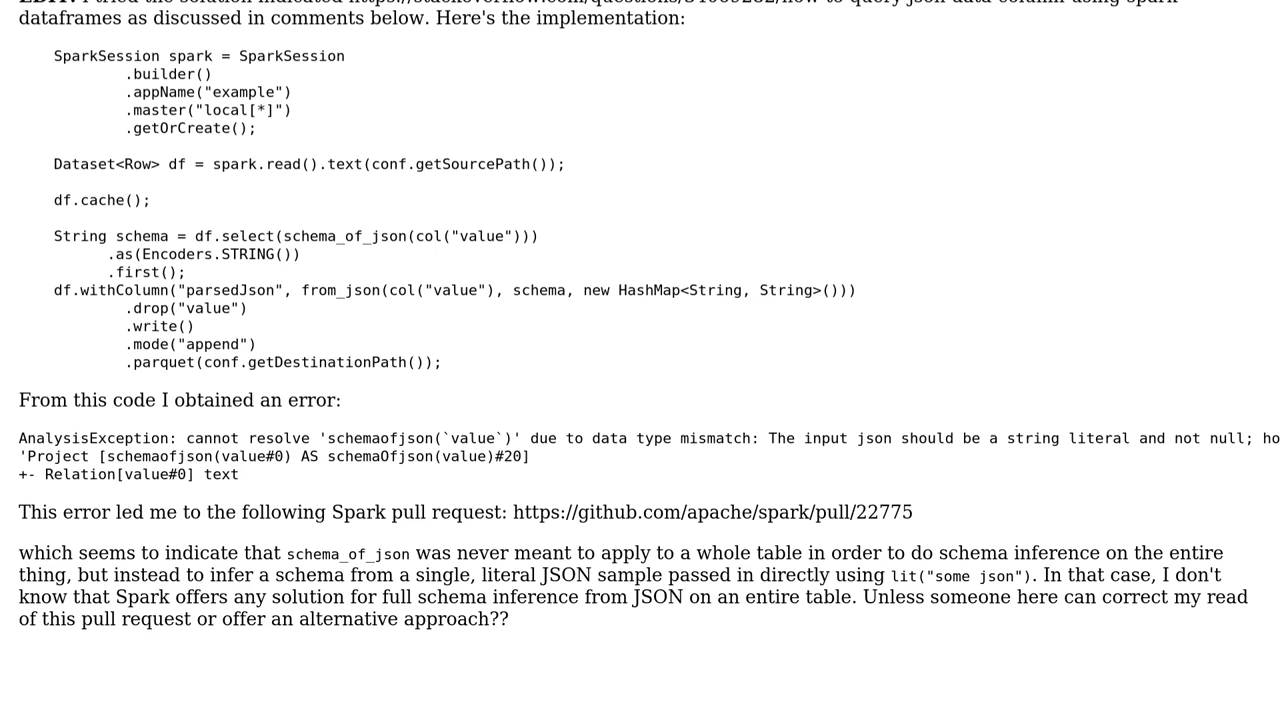 dataframes as discussed in comments below. Here's the implementation:
SparkSession spark = SparkSession
.builder()
.appName("example")
.master("local[*]")
.getOrCreate();
Dataset<Row> df = spark.read().text(conf.getSourcePath());
df.cache();
String schema = df.select(schema_of_json(col("value")))
.as(Encoders.STRING())
.first();
df.withColumn("parsedJson", from_json(col("value"), schema, new HashMap<String, String>()))
.drop("value")
.write()
.mode("append")
.parquet(conf.getDestinationPath());
From this code I obtained an error:
AnalysisException: cannot resolve 'schemaofjson(`value`)' due to data type mismatch: The input json should be a string literal and not null; ho
'Project [schemaofjson(value#0) AS schemaOfjson(value)#20]
+- Relation[value#0] text
This error led me to the following Spark pull request: https://github.com/apache/spark/pull/22775
which seems to indicate that schema_of_json was never meant to apply to a whole table in order to do schema inference on the entire
thing, but instead to infer a schema from a single, literal JSON sample passed in directly using lit("some json"). In that case, I don't
know that Spark offers any solution for full schema inference from JSON on an entire table. Unless someone here can correct my read
of this pull request or offer an alternative approach??